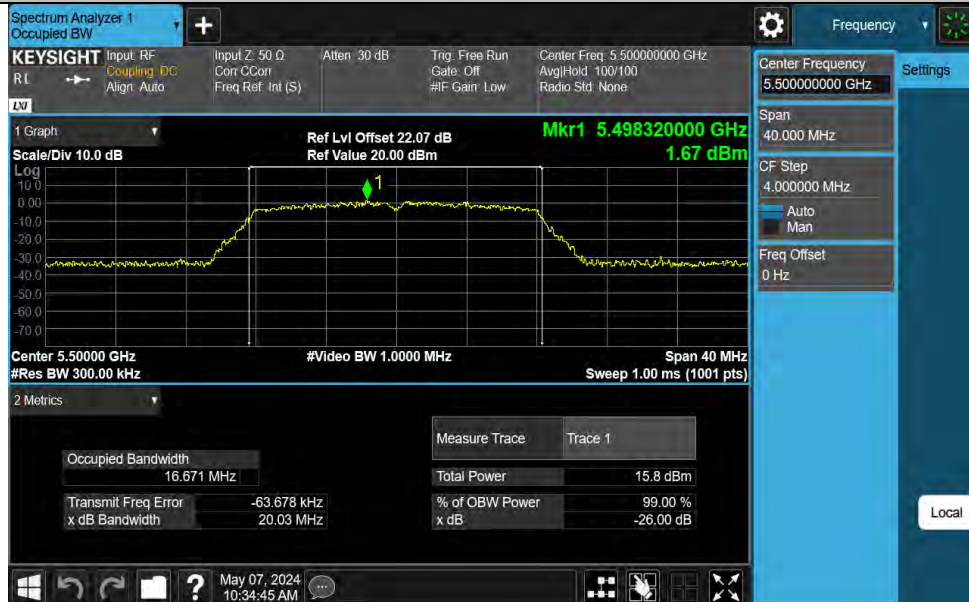 Spectrum Analyzer 1
Occupied BW
+
Frequency
KEYSIGHT Input: RF Input Z: 50 Ω Atten: 30 dB Trig: Free Run Center Freq: 5.500000000 GHz
Coupling: DC Corr CCorr Gate: Off Avg|Hold: 100/100
Align: Auto Freq Ref: Int (S) #IF Gain: Low Radio Std: None
LXI
Center Frequency
5.500000000 GHz
Settings
Span
40.000 MHz
CF Step
4.000000 MHz
Auto
Man
Freq Offset
0 Hz
Local
1 Graph Ref Lvl Offset 22.07 dB Mkr1 5.498320000 GHz
Scale/Div 10.0 dB Ref Value 20.00 dBm 1.67 dBm
Log
10.0
0.00
-10.0
-20.0
-30.0
-40.0
-50.0
-60.0
-70.0
1
Center 5.50000 GHz #Video BW 1.0000 MHz Span 40 MHz
#Res BW 300.00 kHz Sweep 1.00 ms (1001 pts)
2 Metrics
Measure Trace Trace 1
Occupied Bandwidth
16.671 MHz Total Power 15.8 dBm
Transmit Freq Error -63.678 kHz % of OBW Power 99.00 %
x dB Bandwidth 20.03 MHz x dB -26.00 dB
? May 07, 2024
10:34:45 AM